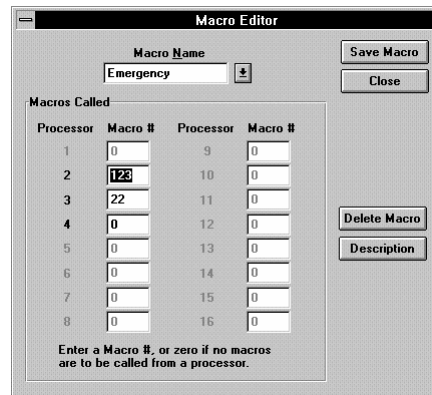 Macro Editor
Macro Name
Emergency
Save Macro
Close
Macros Called
Processor Macro # Processor Macro #
1 0 9 0
2 123 10 0
3 22 11 0
4 0 12 0
5 0 13 0
6 0 14 0
7 0 15 0
8 0 16 0
Delete Macro
Description
Enter a Macro #, or zero if no macros
are to be called from a processor.